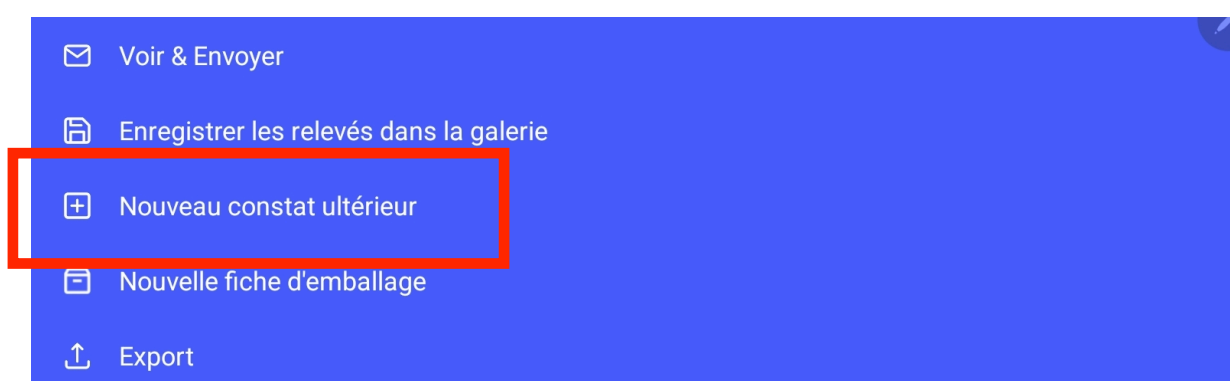 Voir & Envoyer
Enregistrer les relevés dans la galerie
Nouveau constat ultérieur
Nouvelle fiche d'emballage
Export